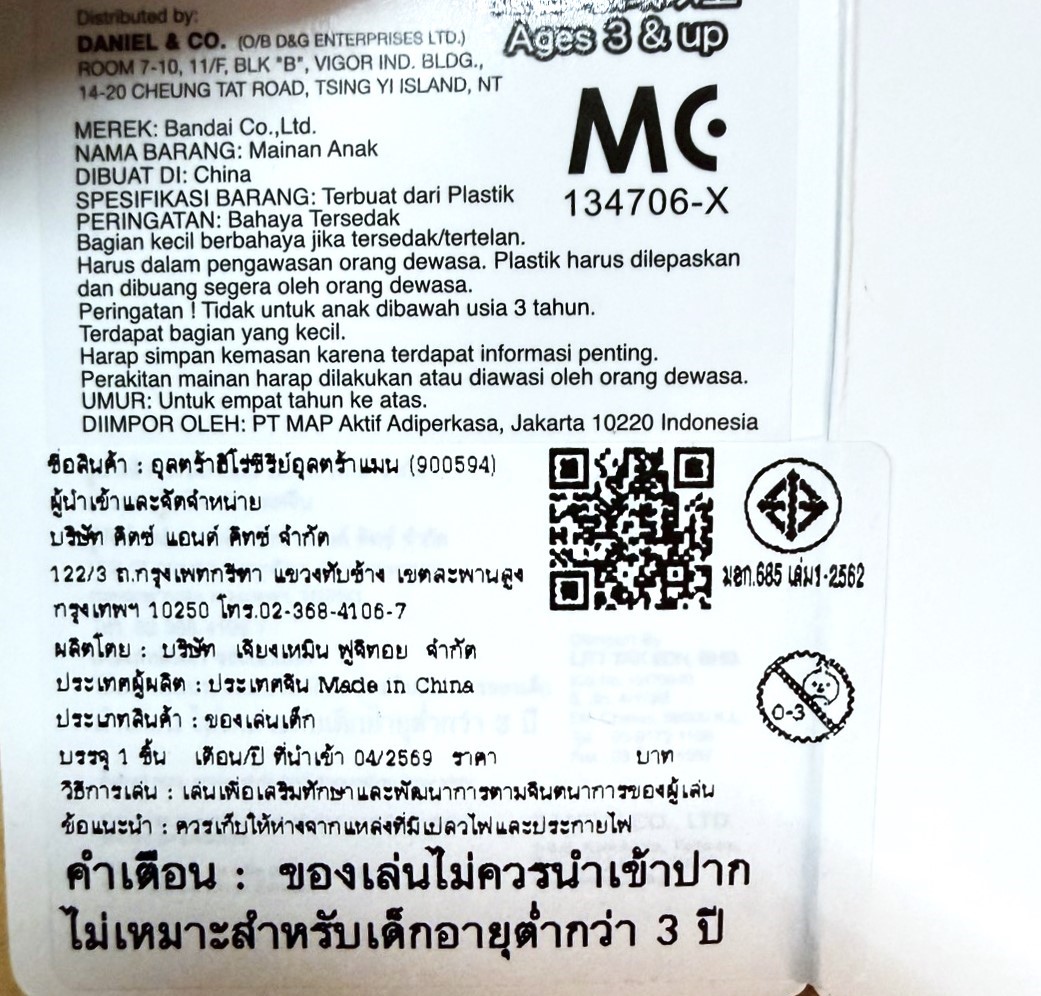 Distributed by:
DANIEL & CO. (O/B D&G ENTERPRISES LTD.)
ROOM 7-10, 11/F, BLK "B", VIGOR IND. BLDG.,
14-20 CHEUNG TAT ROAD, TSING YI ISLAND, NT
Ages 3 & up
MC
134706-X
MEREK: Bandai Co.,Ltd.
NAMA BARANG: Mainan Anak
DIBUAT DI: China
SPESIFIKASI BARANG: Terbuat dari Plastik
PERINGATAN: Bahaya Tersedak
Bagian kecil berbahaya jika tersedak/tertelan.
Harus dalam pengawasan orang dewasa. Plastik harus dilepaskan
dan dibuang segera oleh orang dewasa.
Peringatan ! Tidak untuk anak dibawah usia 3 tahun.
Terdapat bagian yang kecil.
Harap simpan kemasan karena terdapat informasi penting.
Perakitan mainan harap dilakukan atau diawasi oleh orang dewasa.
UMUR: Untuk empat tahun ke atas.
DIIMPOR OLEH: PT MAP Aktif Adiperkasa, Jakarta 10220 Indonesia
ชื่อสินค้า : อุลตร้าฮีโร่ซีรีย์อุลตร้าแมน (900594)
ผู้นำเข้าและจัดจำหน่าย
บริษัท คิดซ์ แอนด์ คิทซ์ จำกัด
122/3 ถ.กรุงเทพกรีฑา แขวงทับช้าง เขตสะพานสูง
กรุงเทพฯ 10250 โทร.02-368-4106-7
มอก.685 เล่ม1-2562
ผลิตโดย : บริษัท เจียงเหมิน ฟูจิทอย จำกัด
ประเทศผู้ผลิต : ประเทศจีน Made in China
ประเภทสินค้า : ของเล่นเด็ก
0-3
บรรจุ 1 ชิ้น เดือน/ปี ที่นำเข้า 04/2569 ราคา บาท
วิธีการเล่น : เล่นเพื่อเสริมทักษาและพัฒนาการตามจินตนาการของผู้เล่น
ข้อแนะนำ : ควรเก็บให้ห่างจากแหล่งที่มีเปลวไฟและประกายไฟ
คำเตือน : ของเล่นไม่ควรนำเข้าปาก
ไม่เหมาะสำหรับเด็กอายุต่ำกว่า 3 ปี